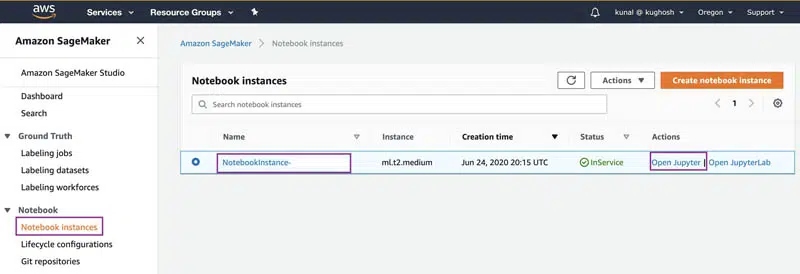 aws
Services
Resource Groups
kunal @ kughosh
Oregon
Support
Amazon SageMaker
Amazon SageMaker Studio
Dashboard
Search
Ground Truth
Labeling jobs
Labeling datasets
Labeling workforces
Notebook
Notebook instances
Lifecycle configurations
Git repositories
Amazon SageMaker > Notebook instances
Notebook instances
Actions
Create notebook instance
Search notebook instances
1
Name Instance Creation time Status Actions
NotebookInstance- ml.t2.medium Jun 24, 2020 20:15 UTC InService Open Jupyter | Open JupyterLab